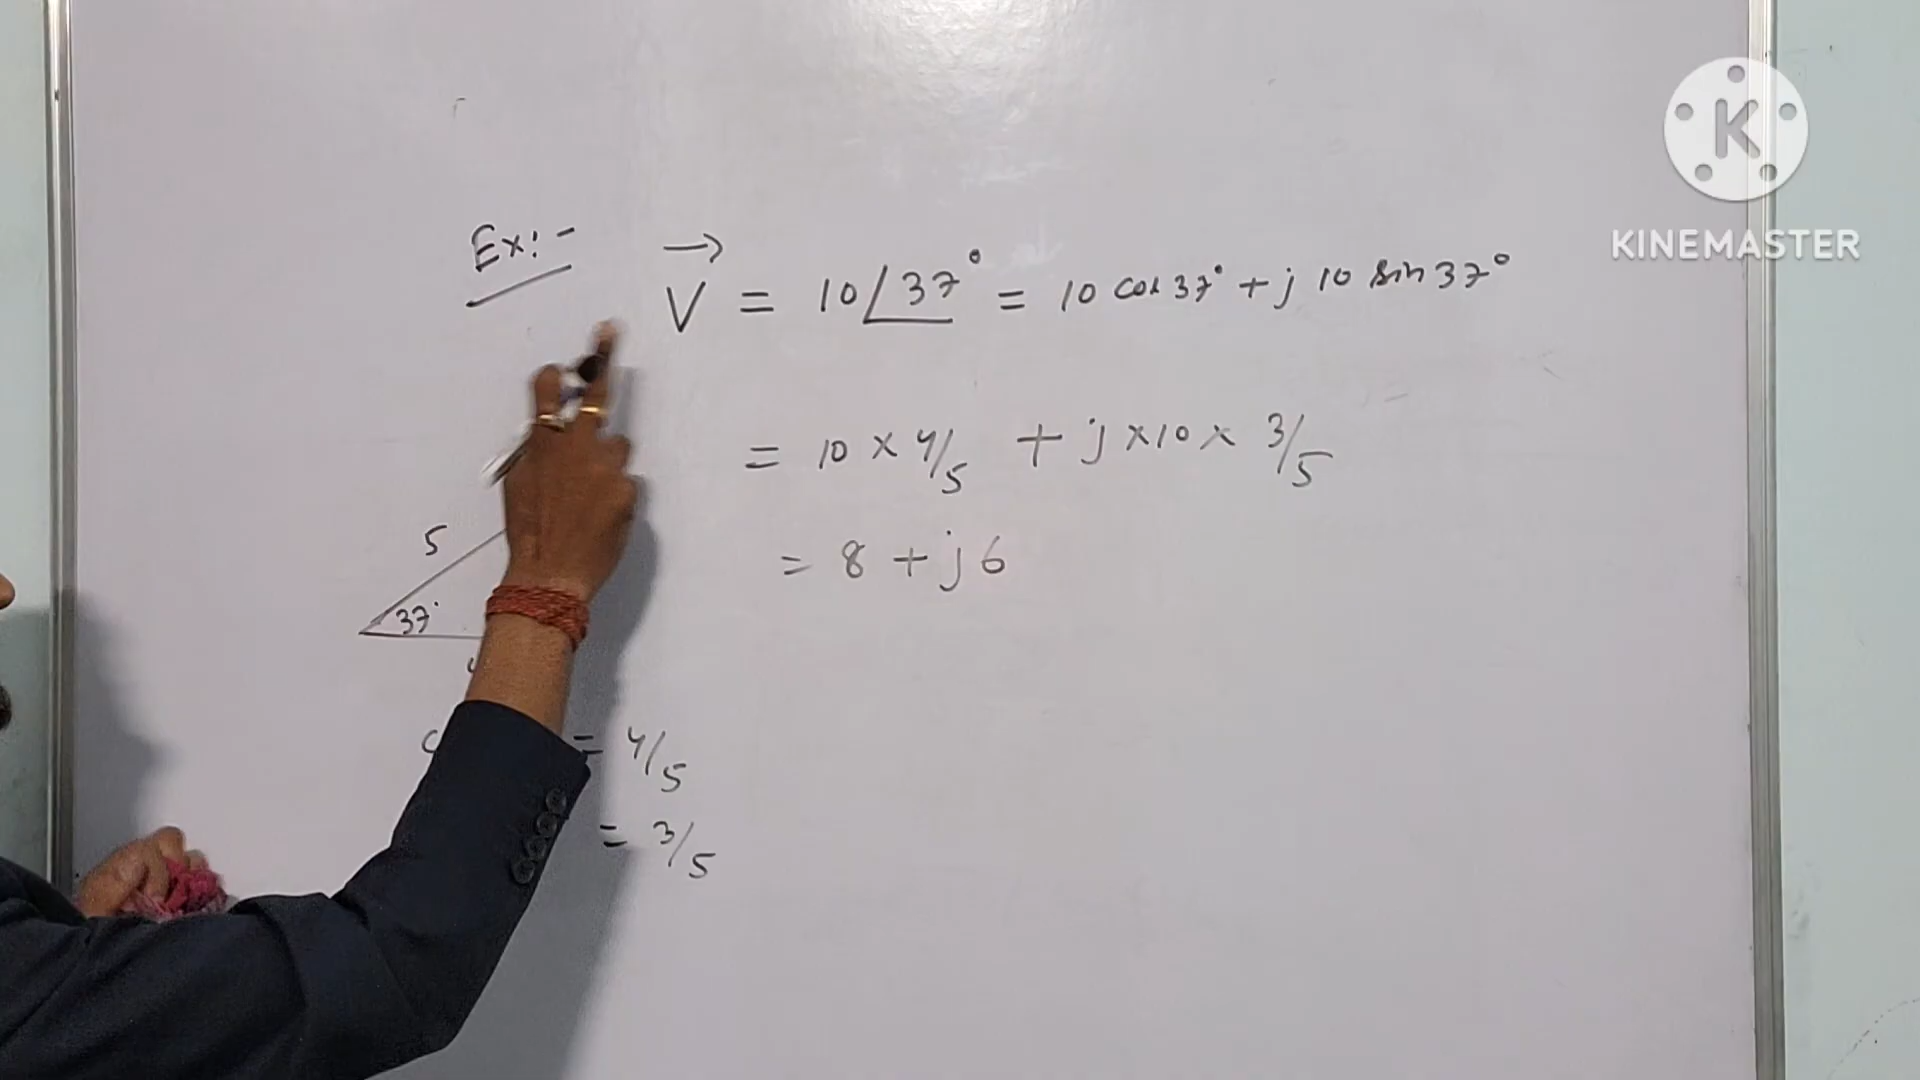 K
KINEMASTER
Ex:-
V⃗ = 10∠37° = 10 cos 37° + j 10 sin 37°
= 10 × 4/5 + j × 10 × 3/5
= 8 + j6
5
37°
= 4/5
= 3/5